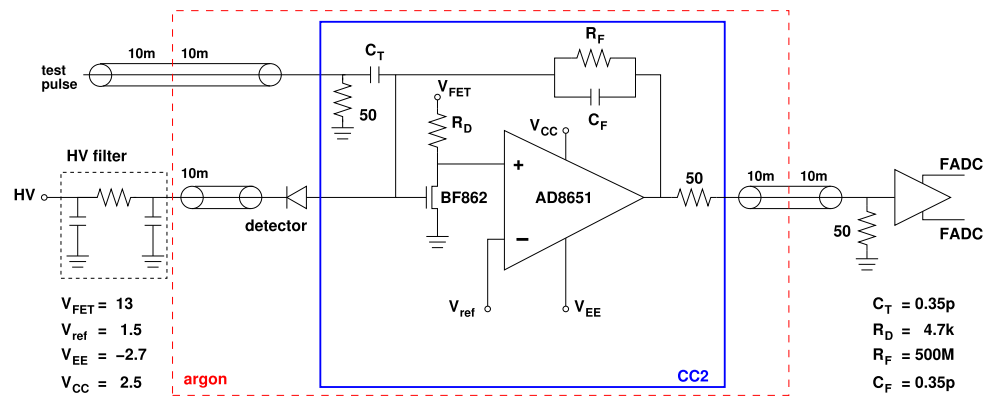 10m 10m
test
pulse
C_T
50
R_F
C_F
V_FET
R_D
V_CC
+
−
BF862
AD8651
HV filter
HV
10m
detector
V_ref
V_EE
50
10m 10m
50
FADC
FADC
V_FET = 13
V_ref = 1.5
V_EE = −2.7
V_CC = 2.5
argon
CC2
C_T = 0.35p
R_D = 4.7k
R_F = 500M
C_F = 0.35p